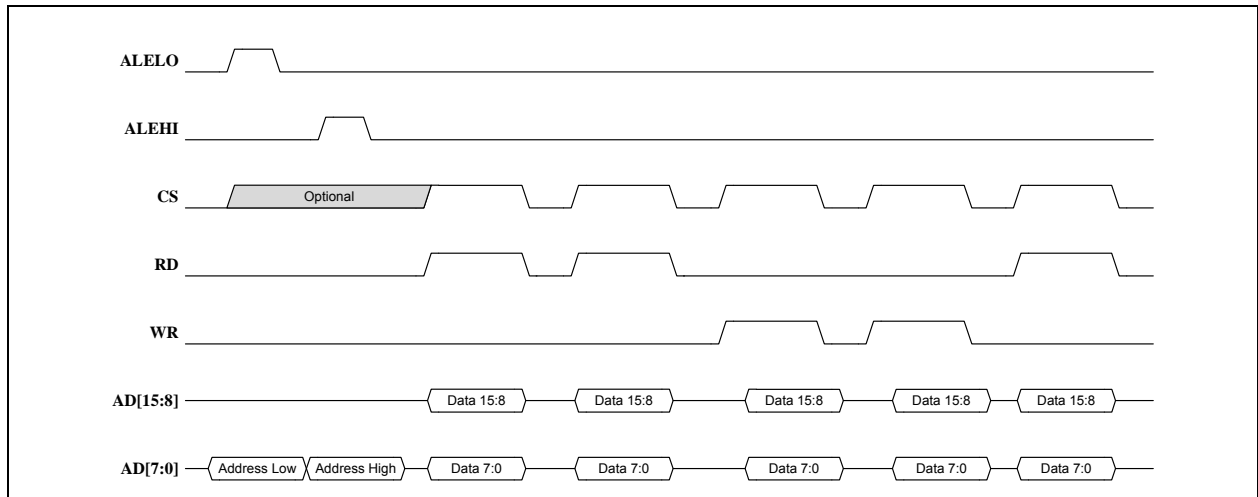 ALELO
ALEHI
CS Optional
RD
WR
AD[15:8] Data 15:8 Data 15:8 Data 15:8 Data 15:8 Data 15:8
AD[7:0] Address Low Address High Data 7:0 Data 7:0 Data 7:0 Data 7:0 Data 7:0